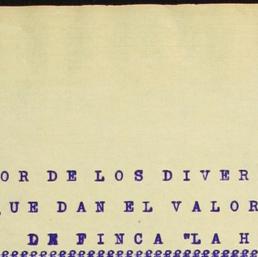 OR DE LOS DIVER
QUE DAN EL VALOR
DE FINCA "LA H